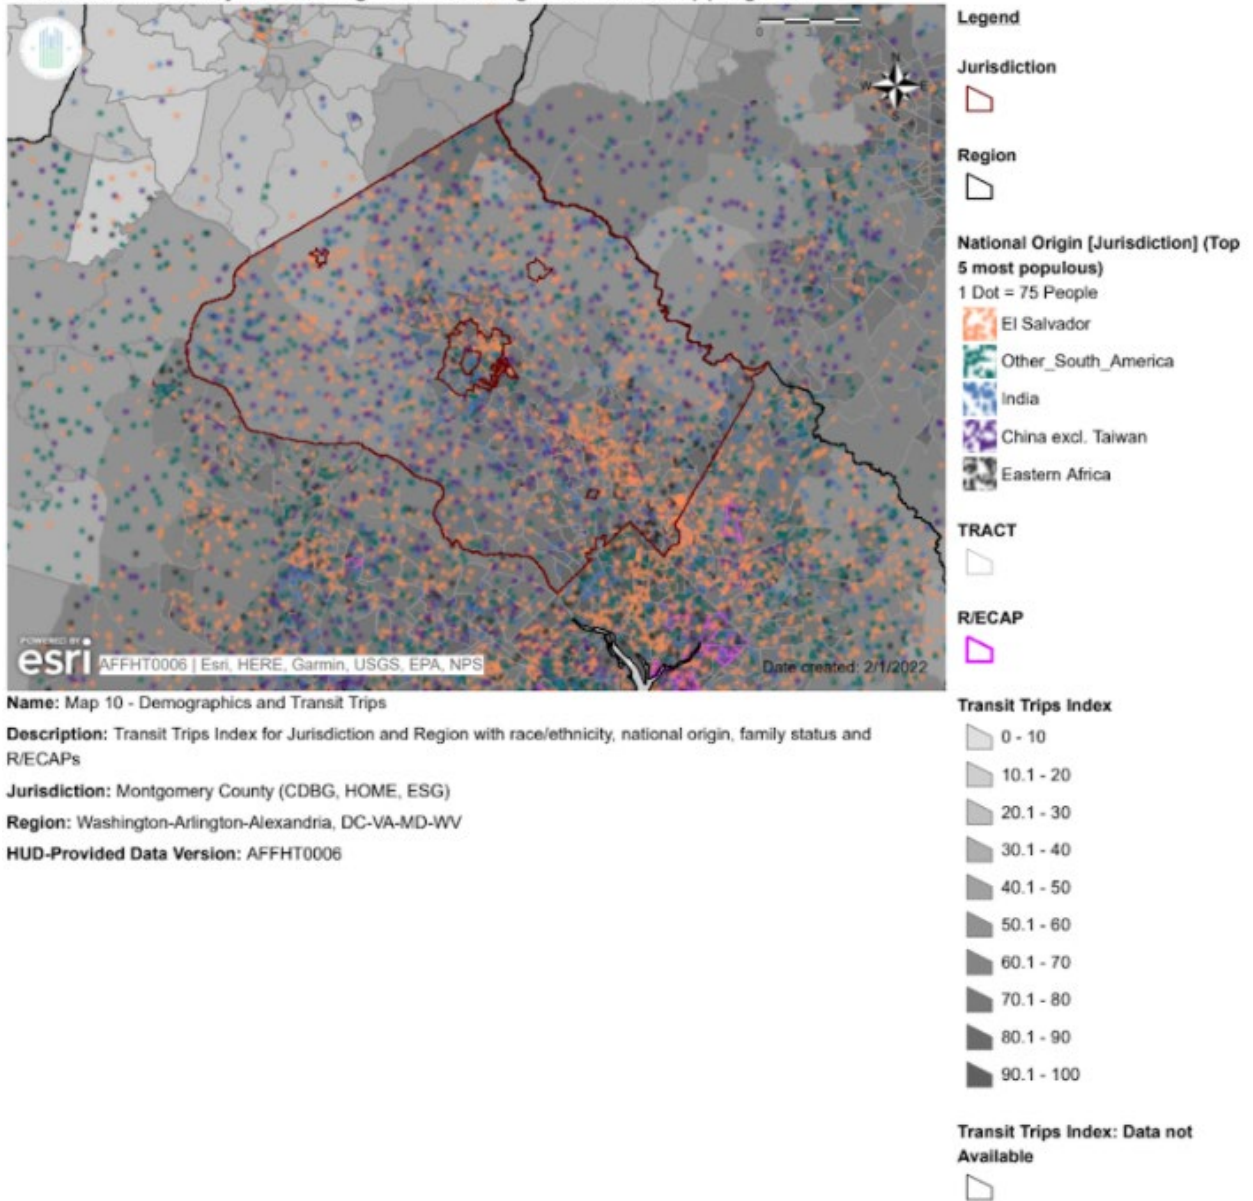 0
N
W
Legend
Jurisdiction
Region
National Origin [Jurisdiction] (Top
5 most populous)
1 Dot = 75 People
El Salvador
Other_South_America
India
China excl. Taiwan
Eastern Africa
TRACT
R/ECAP
Transit Trips Index
0 - 10
10.1 - 20
20.1 - 30
30.1 - 40
40.1 - 50
50.1 - 60
60.1 - 70
70.1 - 80
80.1 - 90
90.1 - 100
Transit Trips Index: Data not
Available
POWERED BY
esri
AFFHT0006 | Esri, HERE, Garmin, USGS, EPA, NPS
Date created: 2/1/2022
Name: Map 10 - Demographics and Transit Trips
Description: Transit Trips Index for Jurisdiction and Region with race/ethnicity, national origin, family status and
R/ECAPs
Jurisdiction: Montgomery County (CDBG, HOME, ESG)
Region: Washington-Arlington-Alexandria, DC-VA-MD-WV
HUD-Provided Data Version: AFFHT0006